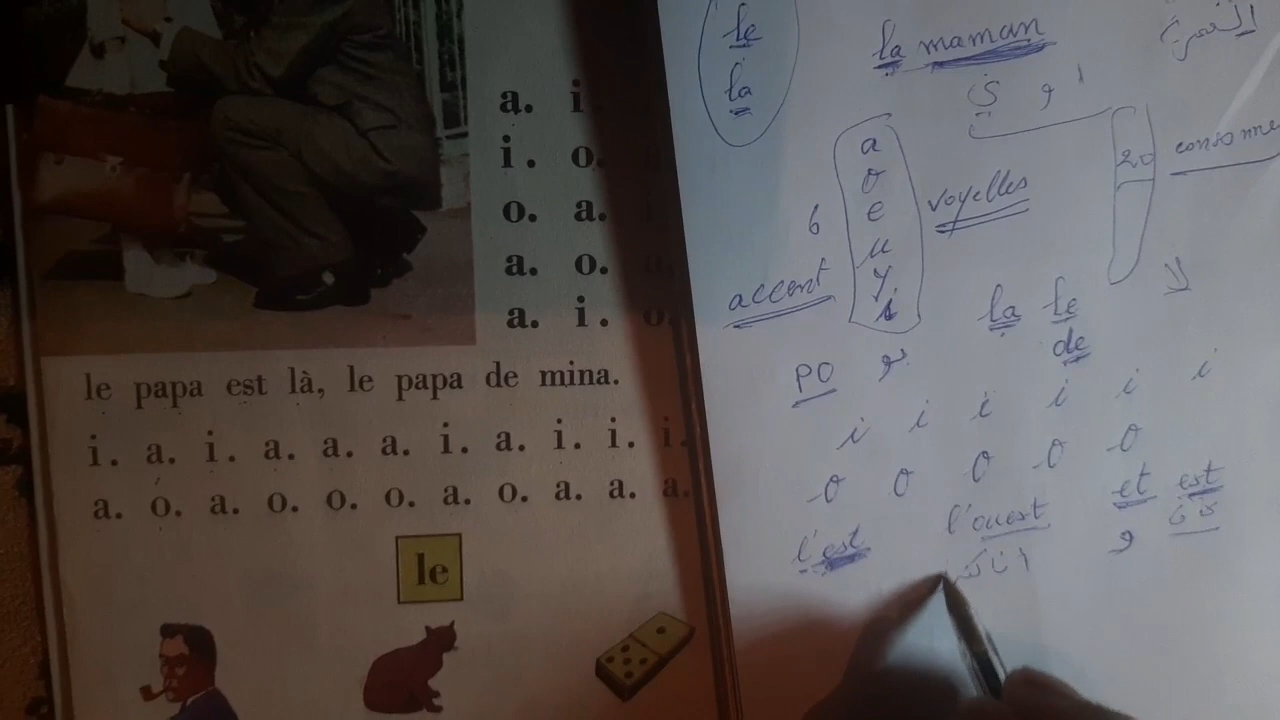 a. i.
i. o.
o. a.
a. o. a.
a. i. o.
le papa est là, le papa de mina.
i. a. i. a. a. a. i. a. i. i. i.
a. o. a. o. o. o. a. o. a. a. a.
le
le
la
la maman
ا و ي
a
o
e
u
y
i
6
voyelles
20
consonne
accent
la le
de
PO
i i i i i i
o o o o o
l'est l'ouest et est
و